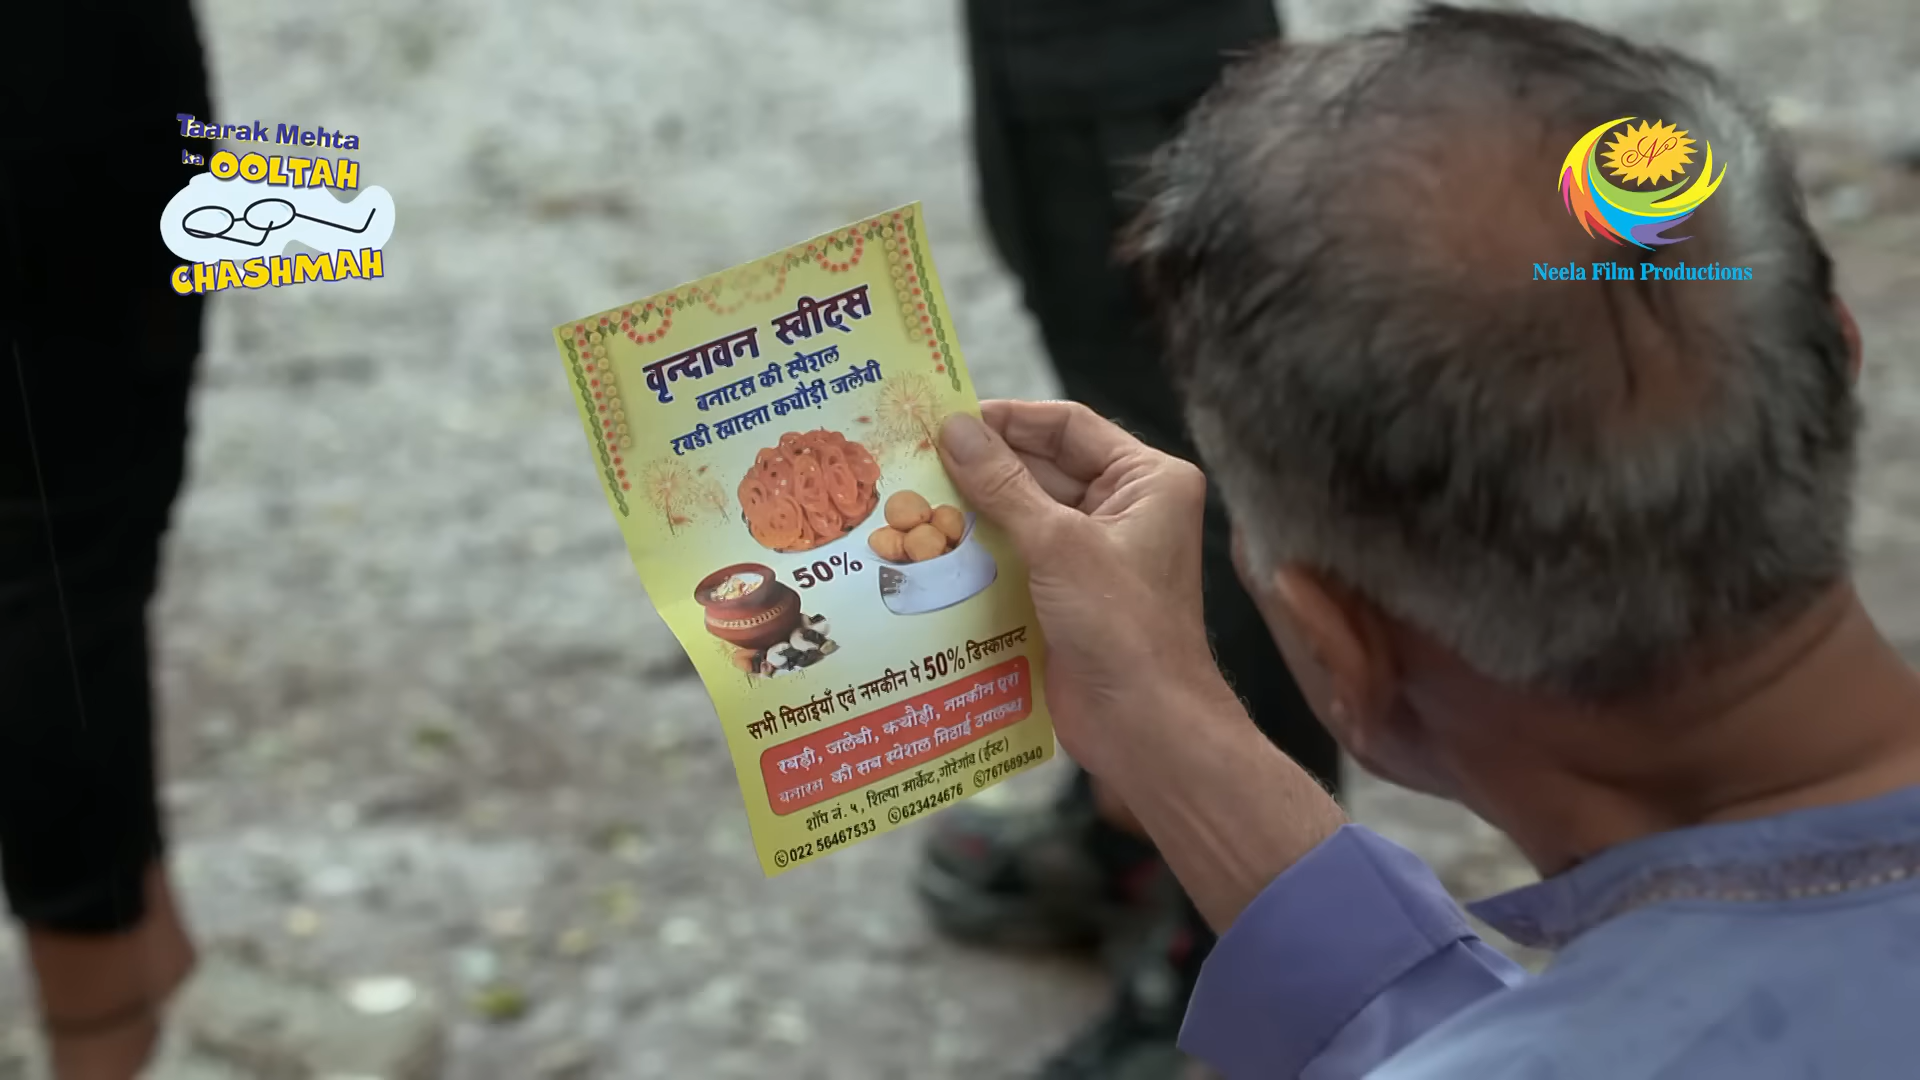 Taarak Mehta
ka OOLTAH
CHASHMAH
Neela Film Productions
वृन्दावन स्वीट्स
बनारस की स्पेशल
रबडी खास्ता कचौड़ी जलेबी
50%
सभी मिठाईयाँ एवं नमकीन पे 50% डिस्काउन्ट
रबड़ी, जलेबी, कचौड़ी, नमकीन एवं
बनारस की सब स्पेशल मिठाई उपलब्ध
शॉप नं. ५, शिल्पा मार्केट, गोरेगांव (ईस्ट)
022 56467533 623424676 767689340